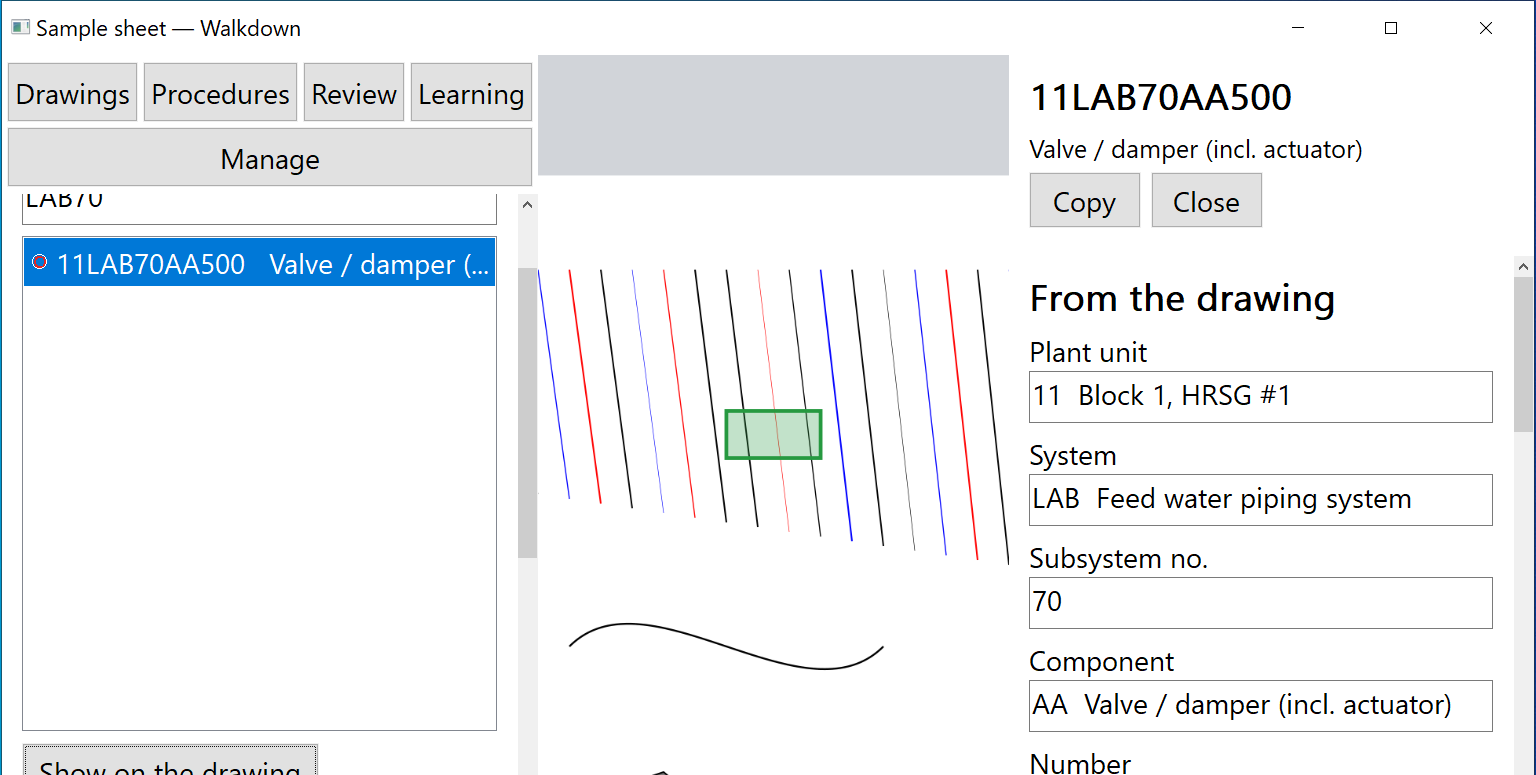 Sample sheet — Walkdown
Drawings Procedures Review Learning
Manage
LAB70
11LAB70AA500 Valve / damper (...
Show on the drawing
11LAB70AA500
Valve / damper (incl. actuator)
Copy Close
From the drawing
Plant unit
11 Block 1, HRSG #1
System
LAB Feed water piping system
Subsystem no.
70
Component
AA Valve / damper (incl. actuator)
Number